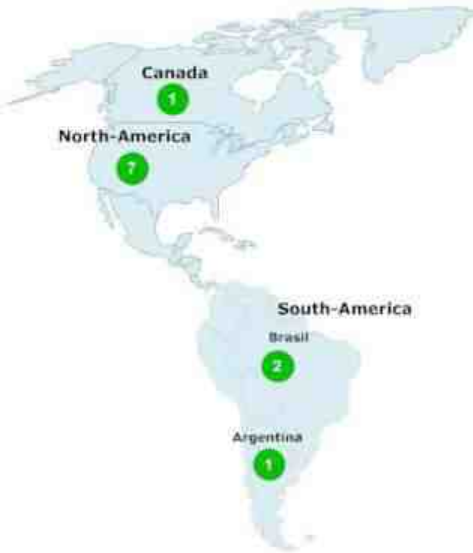 Canada
1
North-America
7
South-America
Brasil
2
Argentina
1